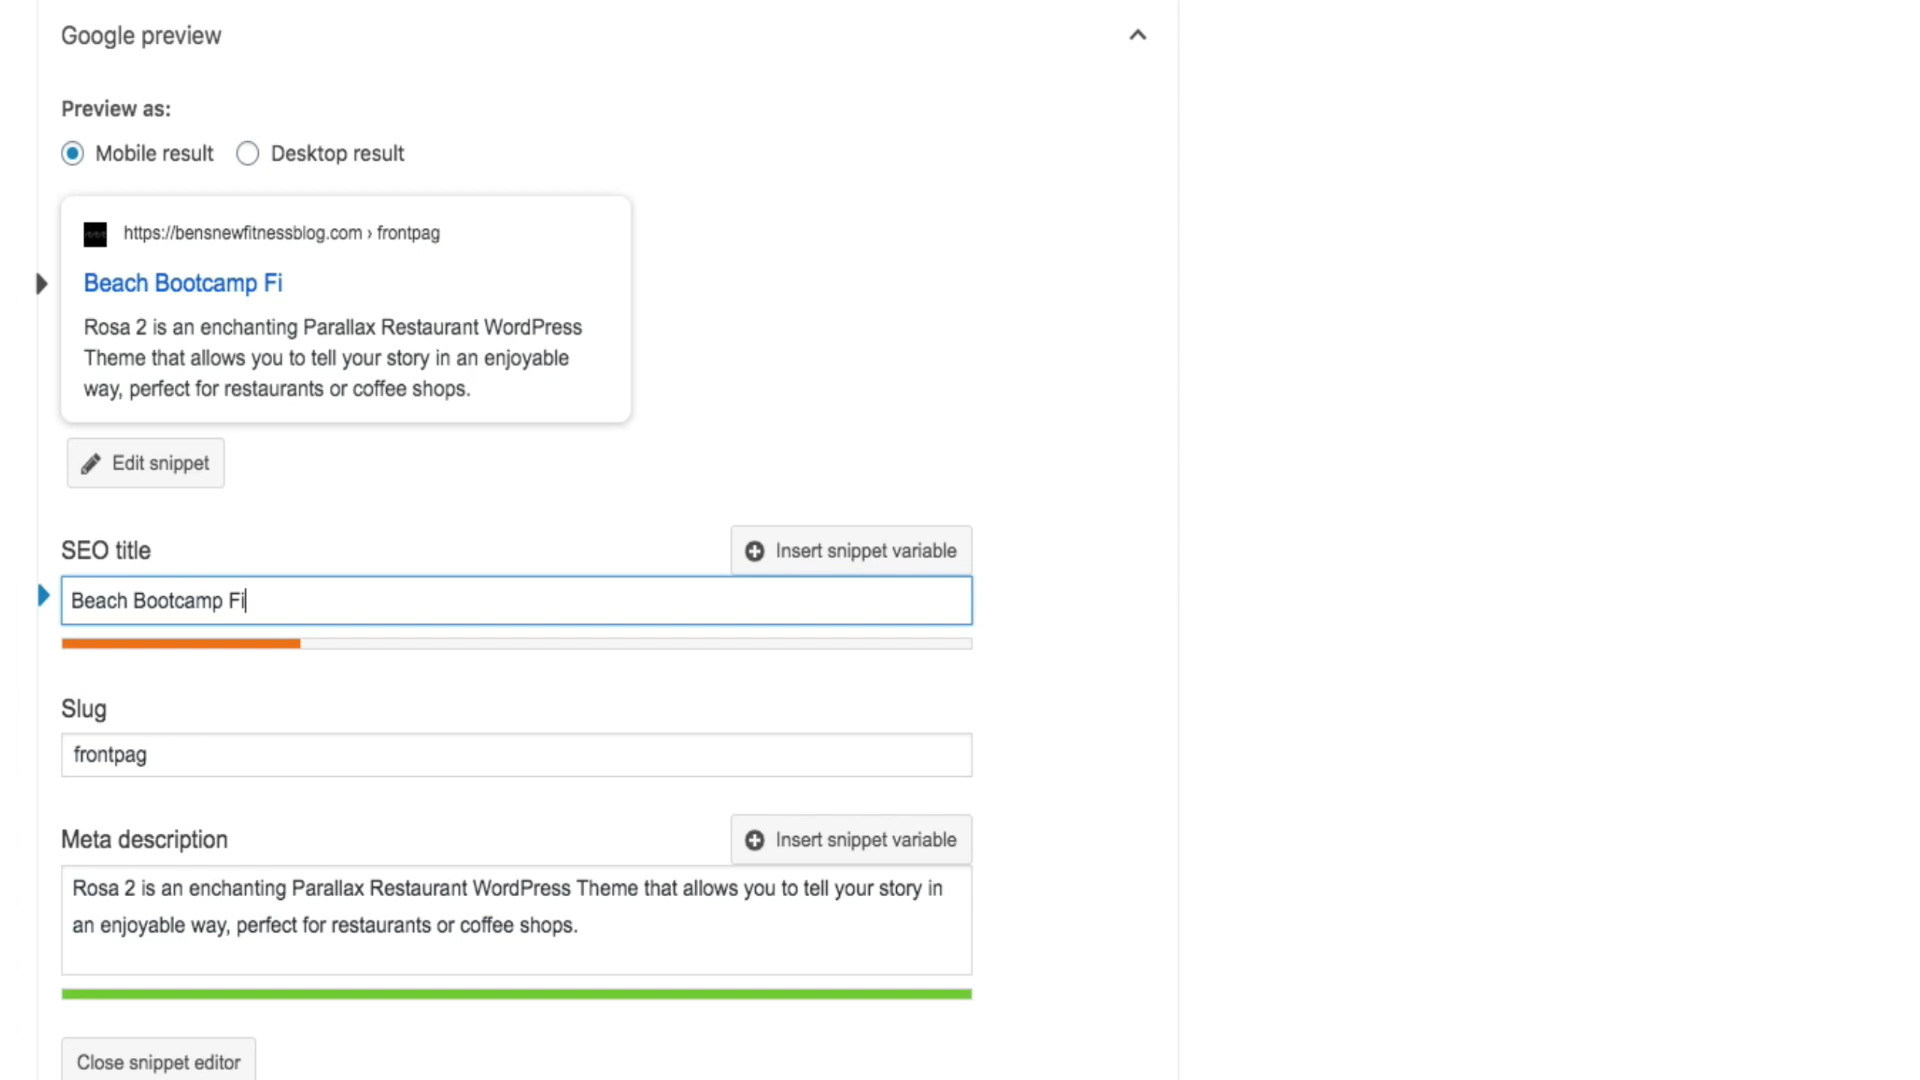 Google preview
Preview as:
Mobile result Desktop result
https://bensnewfitnessblog.com › frontpag
Beach Bootcamp Fi
Rosa 2 is an enchanting Parallax Restaurant WordPress
Theme that allows you to tell your story in an enjoyable
way, perfect for restaurants or coffee shops.
Edit snippet
SEO title Insert snippet variable
Beach Bootcamp Fi
Slug
frontpag
Meta description Insert snippet variable
Rosa 2 is an enchanting Parallax Restaurant WordPress Theme that allows you to tell your story in
an enjoyable way, perfect for restaurants or coffee shops.
Close snippet editor